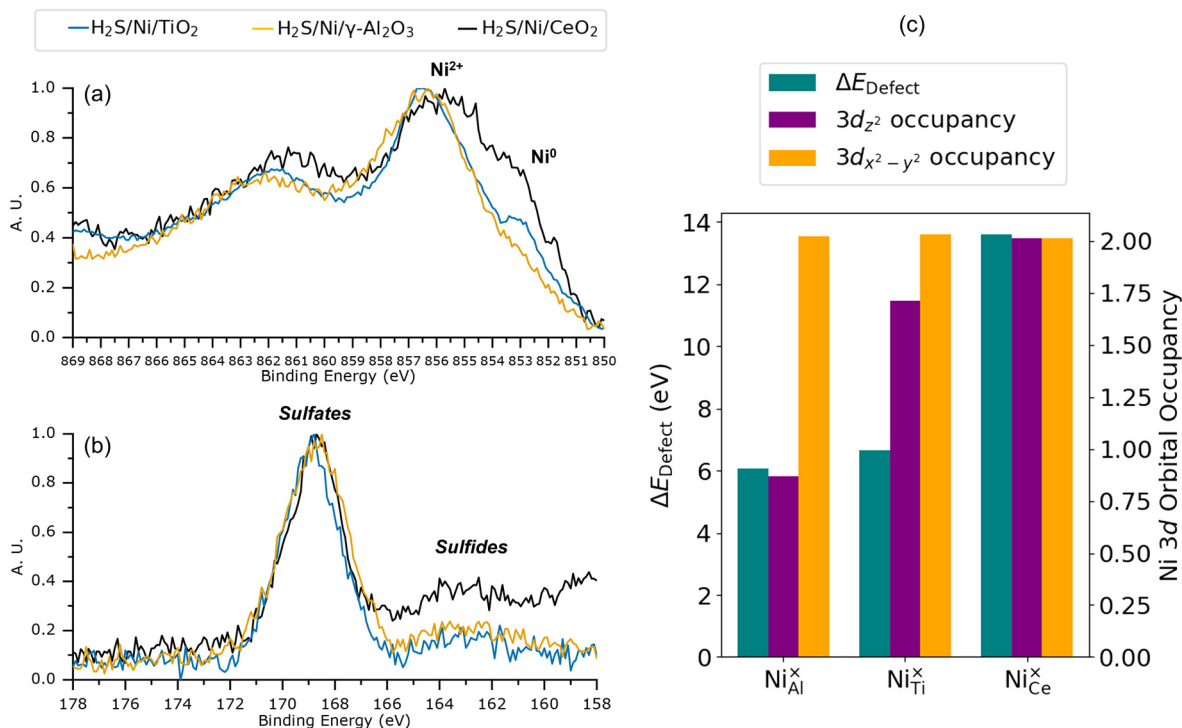 H₂S/Ni/TiO₂ H₂S/Ni/γ-Al₂O₃ H₂S/Ni/CeO₂
(a)
Ni²⁺
Ni⁰
1.0
0.8
0.6
0.4
0.2
0.0
A. U.
869 868 867 866 865 864 863 862 861 860 859 858 857 856 855 854 853 852 851 850
Binding Energy (eV)
(b)
Sulfates
Sulfides
1.0
0.8
0.6
0.4
0.2
0.0
A. U.
178 176 174 172 170 168 166 164 162 160 158
Binding Energy (eV)
(c)
ΔE_Defect
3d_z² occupancy
3d_x²−y² occupancy
14
12
10
8
6
4
2
0
ΔE_Defect (eV)
2.00
1.75
1.50
1.25
1.00
0.75
0.50
0.25
0.00
Ni 3d Orbital Occupancy
Ni×Al Ni×Ti Ni×Ce